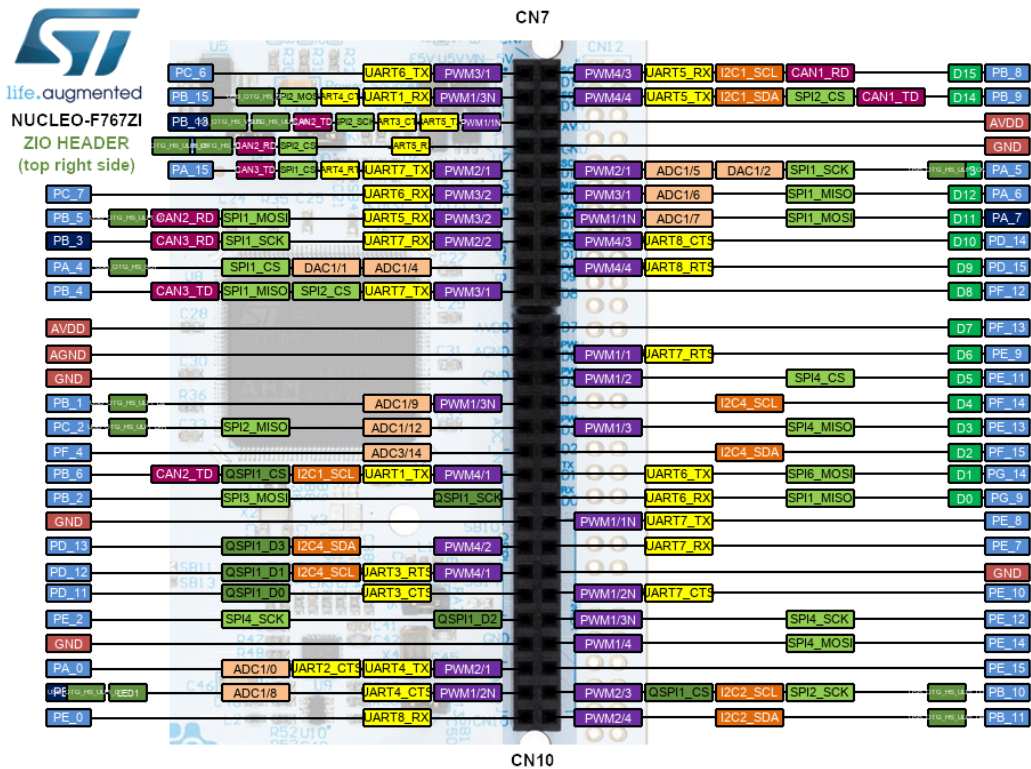 CN7
life.augmented
NUCLEO-F767ZI
ZIO HEADER
(top right side)
PC_6 UART6_TX PWM3/1 PWM4/3 UART5_RX I2C1_SCL CAN1_RD D15 PB_8
PB_15 UART1_RX PWM1/3N PWM4/4 UART5_TX I2C1_SDA SPI2_CS CAN1_TD D14 PB_9
CAN2_TD SPI2_SCK PWM1/1N AVDD
CAN2_RD SPI2_CS GND
PA_15 CAN3_TD SPI1_CS UART7_TX PWM2/1 PWM2/1 ADC1/5 DAC1/2 SPI1_SCK PA_5
PC_7 UART6_RX PWM3/2 PWM3/1 ADC1/6 SPI1_MISO D12 PA_6
PB_5 CAN2_RD SPI1_MOSI UART5_RX PWM3/2 PWM1/1N ADC1/7 SPI1_MOSI D11 PA_7
PB_3 CAN3_RD SPI1_SCK UART7_RX PWM2/2 PWM4/3 UART8_CTS D10 PD_14
PA_4 SPI1_CS DAC1/1 ADC1/4 PWM4/4 UART8_RTS D9 PD_15
PB_4 CAN3_TD SPI1_MISO SPI2_CS UART7_TX PWM3/1 D8 PF_12
AVDD D7 PF_13
AGND PWM1/1 UART7_RTS D6 PE_9
GND PWM1/2 SPI4_CS D5 PE_11
PB_1 ADC1/9 PWM1/3N I2C4_SCL D4 PF_14
PC_2 SPI2_MISO ADC1/12 PWM1/3 SPI4_MISO D3 PE_13
PF_4 ADC3/14 I2C4_SDA D2 PF_15
PB_6 CAN2_TD QSPI1_CS I2C1_SCL UART1_TX PWM4/1 UART6_TX SPI6_MOSI D1 PG_14
PB_2 SPI3_MOSI QSPI1_SCK UART6_RX SPI1_MISO D0 PG_9
GND PWM1/1N UART7_TX PE_8
PD_13 QSPI1_D3 I2C4_SDA PWM4/2 UART7_RX PE_7
PD_12 QSPI1_D1 I2C4_SCL UART3_RTS PWM4/1 GND
PD_11 QSPI1_D0 UART3_CTS PWM1/2N UART7_CTS PE_10
PE_2 SPI4_SCK QSPI1_D2 PWM1/3N SPI4_SCK PE_12
GND PWM1/4 SPI4_MOSI PE_14
PA_0 ADC1/0 UART2_CTS UART4_TX PWM2/1 PE_15
LED1 ADC1/8 UART4_CTS PWM1/2N PWM2/3 QSPI1_CS I2C2_SCL SPI2_SCK PB_10
PE_0 UART8_RX PWM2/4 I2C2_SDA PB_11
CN10